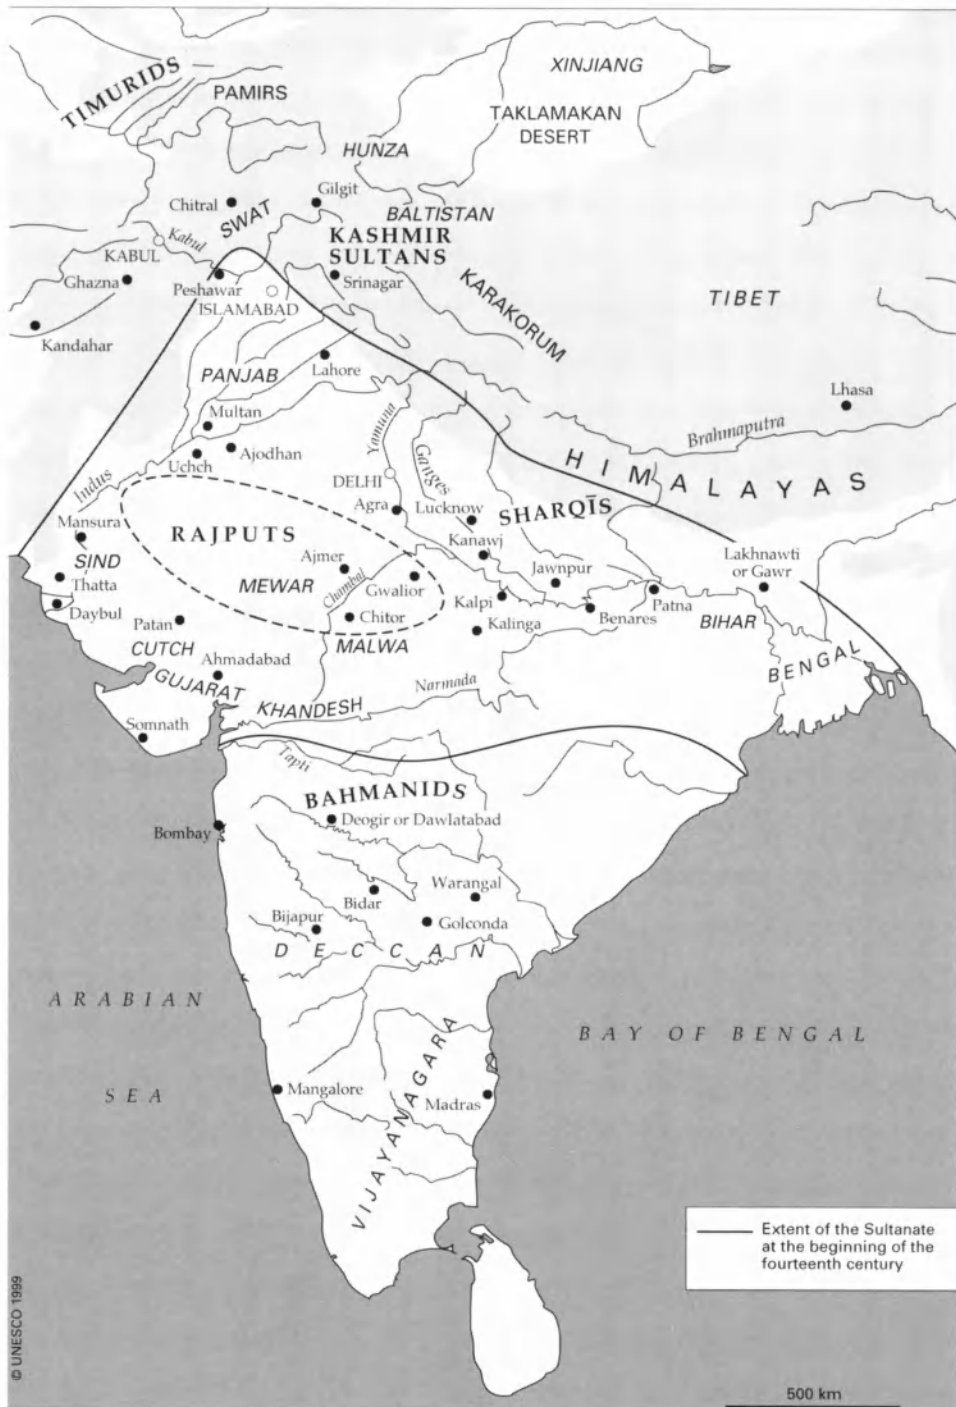 XINJIANG
TIMURIDS
PAMIRS
TAKLAMAKAN
DESERT
HUNZA
Chitral
Gilgit
SWAT
BALTISTAN
KASHMIR
SULTANS
Kabul
KABUL
Ghazna
Peshawar
Srinagar
ISLAMABAD
KARAKORUM
TIBET
Kandahar
Lahore
PANJAB
Lhasa
Multan
Yamuna
Brahmaputra
Ajodhan
Uchch
HIMALAYAS
Indus
DELHI
Ganges
Agra
Lucknow
SHARQĪS
Mansura
RAJPUTS
Kanawj
SIND
Ajmer
Lakhnawti
or Gawr
Thatta
MEWAR
Chambal
Gwalior
Jawnpur
Daybul
Kalpi
Patna
Patan
Chitor
Kalinga
Benares
BIHAR
CUTCH
MALWA
BENGAL
Ahmadabad
GUJARAT
Narmada
KHANDESH
Somnath
Tapti
BAHMANIDS
Deogir or Dawlatabad
Bombay
Warangal
Bidar
Bijapur
Golconda
DECCAN
ARABIAN
SEA
BAY OF BENGAL
VIJAYANAGARA
Mangalore
Madras
Extent of the Sultanate
at the beginning of the
fourteenth century
© UNESCO 1999
500 km